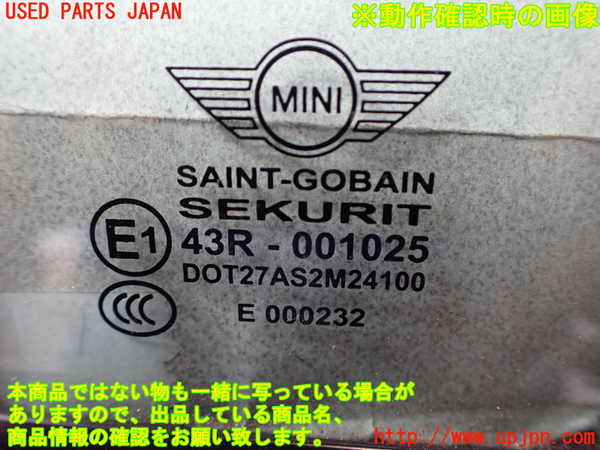 USED PARTS JAPAN
※動作確認時の画像
MINI
SAINT-GOBAIN
SEKURIT
E1 43R - 001025
DOT27AS2M24100
CCC E 000232
本商品ではない物も一緒に写っている場合が
ありますので、出品している商品名、
商品情報の確認をお願い致します。
http://www.upjpn.com